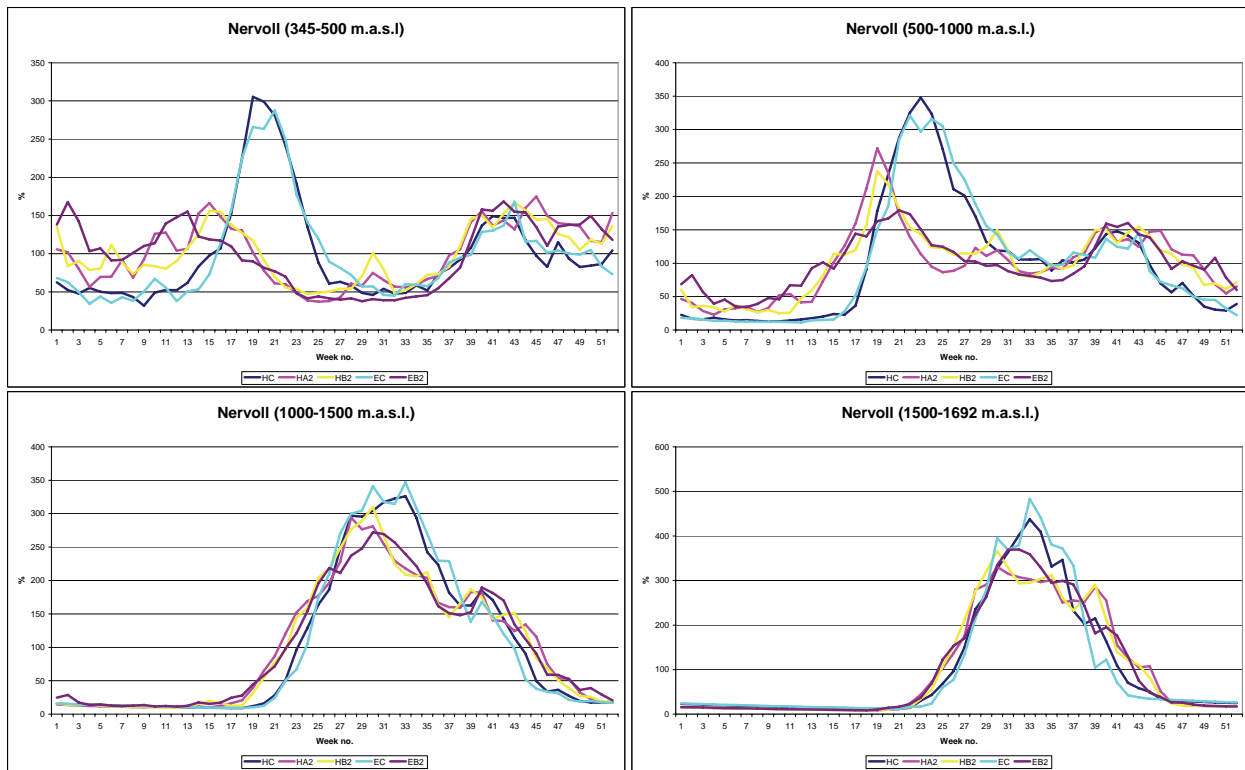 Nervoll (345-500 m.a.s.l)
%
350
300
250
200
150
100
50
0
1 3 5 7 9 11 13 15 17 19 21 23 25 27 29 31 33 35 37 39 41 43 45 47 49 51
Week no.
HC HA2 HB2 EC EB2
Nervoll (500-1000 m.a.s.l.)
%
400
350
300
250
200
150
100
50
0
1 3 5 7 9 11 13 15 17 19 21 23 25 27 29 31 33 35 37 39 41 43 45 47 49 51
Week no.
HC HA2 HB2 EC EB2
Nervoll (1000-1500 m.a.s.l.)
%
400
350
300
250
200
150
100
50
0
1 3 5 7 9 11 13 15 17 19 21 23 25 27 29 31 33 35 37 39 41 43 45 47 49 51
Week no.
HC HA2 HB2 EC EB2
Nervoll (1500-1692 m.a.s.l.)
%
600
500
400
300
200
100
0
1 3 5 7 9 11 13 15 17 19 21 23 25 27 29 31 33 35 37 39 41 43 45 47 49 51
Week no.
HC HA2 HB2 EC EB2